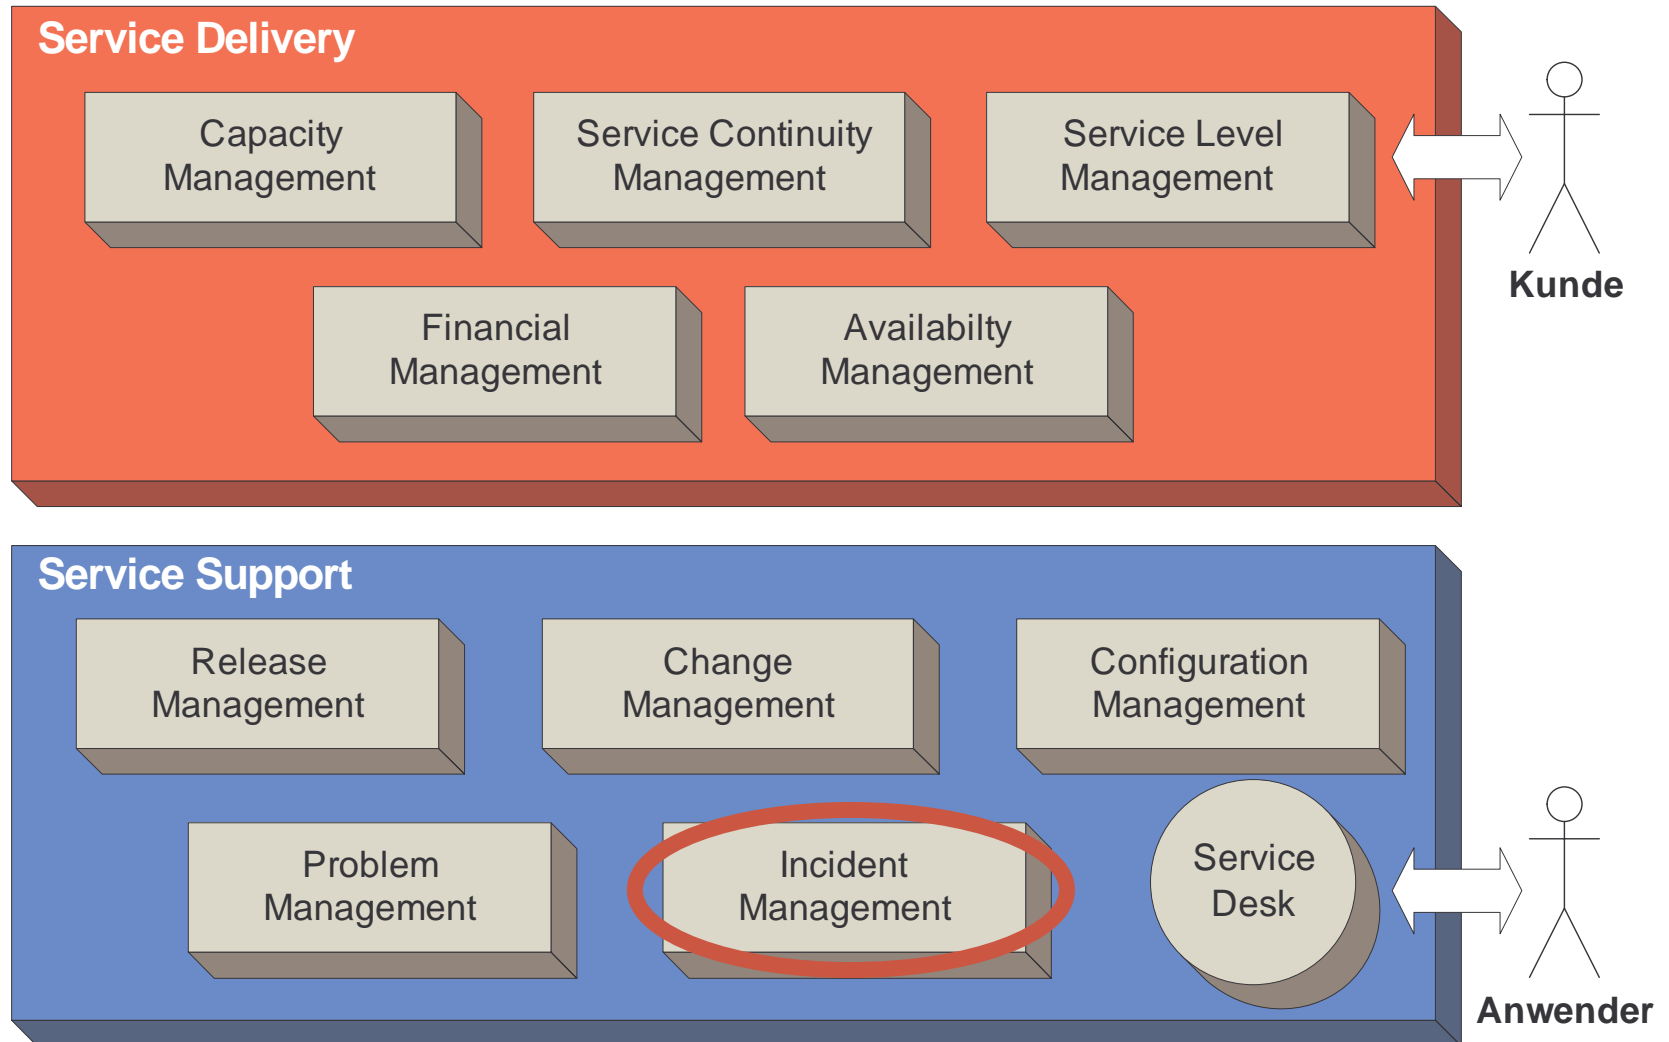 Service Delivery
Capacity
Management
Service Continuity
Management
Service Level
Management
Kunde
Financial
Management
Availabilty
Management
Service Support
Release
Management
Change
Management
Configuration
Management
Problem
Management
Incident
Management
Service
Desk
Anwender